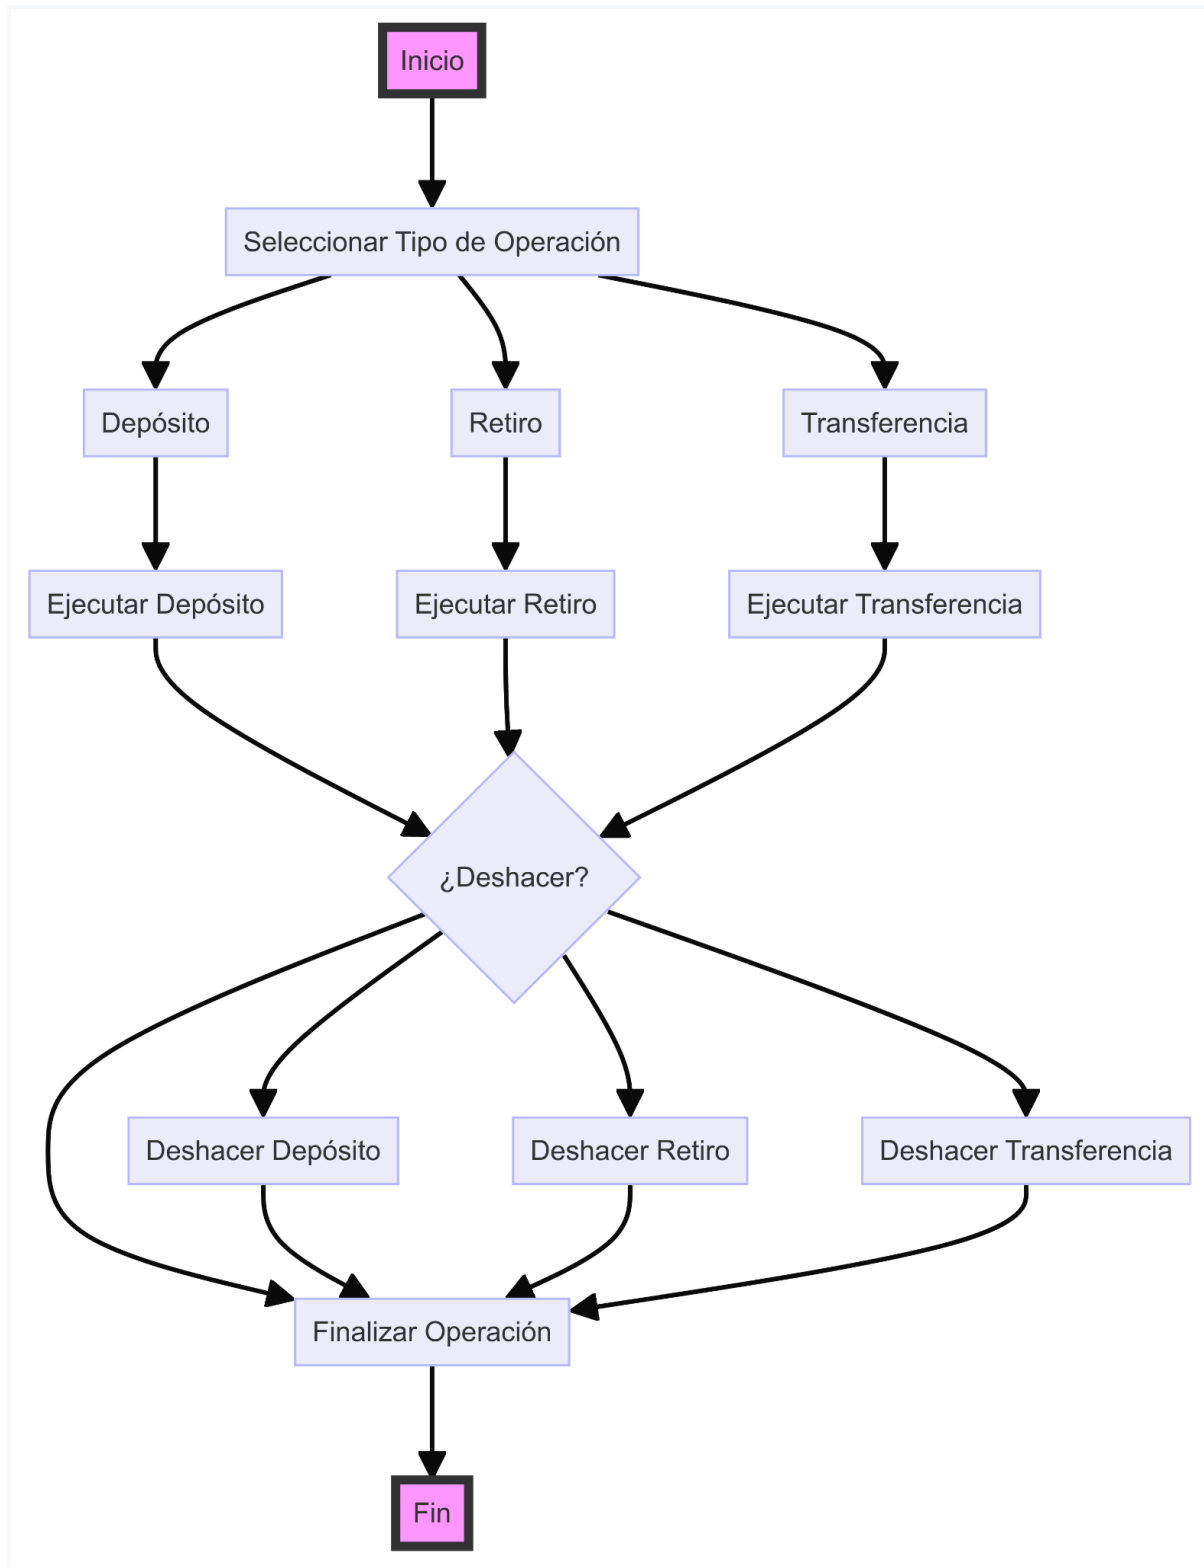 Inicio
Seleccionar Tipo de Operación
Depósito
Retiro
Transferencia
Ejecutar Depósito
Ejecutar Retiro
Ejecutar Transferencia
¿Deshacer?
Deshacer Depósito
Deshacer Retiro
Deshacer Transferencia
Finalizar Operación
Fin